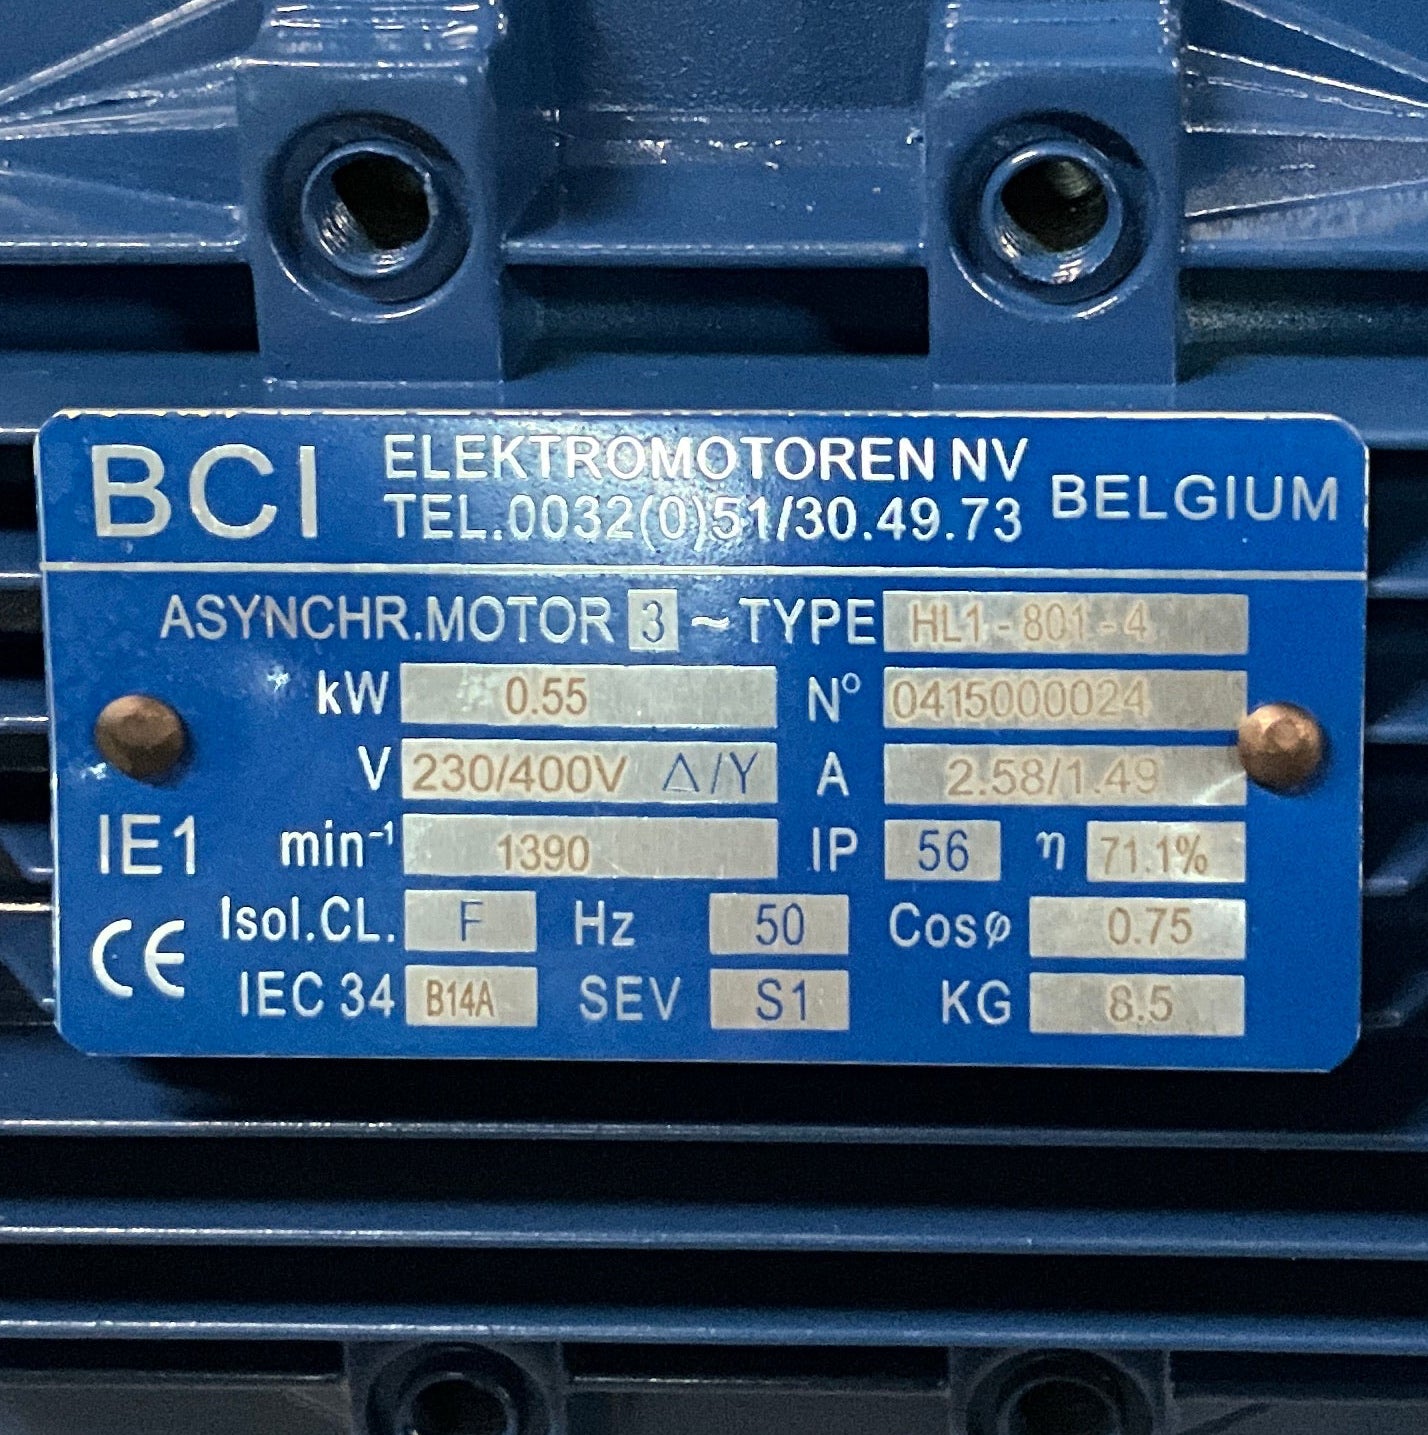 BCI ELEKTROMOTOREN NV BELGIUM
TEL.0032(0)51/30.49.73
ASYNCHR.MOTOR 3 ~ TYPE HL1-801-4
kW 0.55 N° 0415000024
V 230/400V Δ/Y A 2.58/1.49
IE1 min⁻¹ 1390 IP 56 η 71.1%
CE Isol.CL. F Hz 50 Cosφ 0.75
IEC 34 B14A SEV S1 KG 8.5